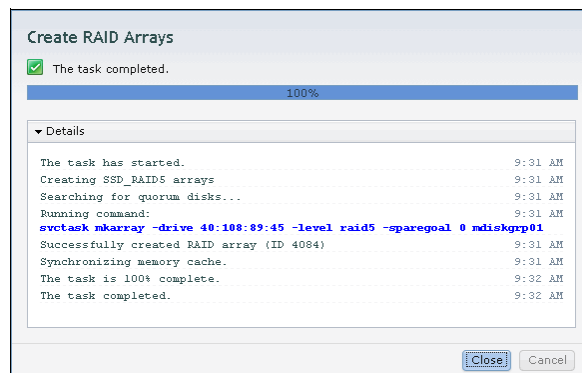 Create RAID Arrays
The task completed.
100%
Details
The task has started. 9:31 AM
Creating SSD_RAID5 arrays 9:31 AM
Searching for quorum disks... 9:31 AM
Running command: 9:31 AM
svctask mkarray -drive 40:108:89:45 -level raid5 -sparegoal 0 mdiskgrp01
Successfully created RAID array (ID 4084) 9:31 AM
Synchronizing memory cache. 9:31 AM
The task is 100% complete. 9:32 AM
The task completed. 9:32 AM
Close Cancel